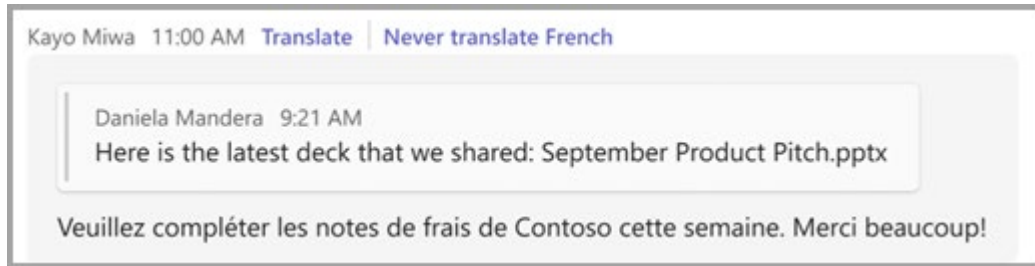 Kayo Miwa 11:00 AM Translate | Never translate French
Daniela Mandera 9:21 AM
Here is the latest deck that we shared: September Product Pitch.pptx
Veuillez compléter les notes de frais de Contoso cette semaine. Merci beaucoup!